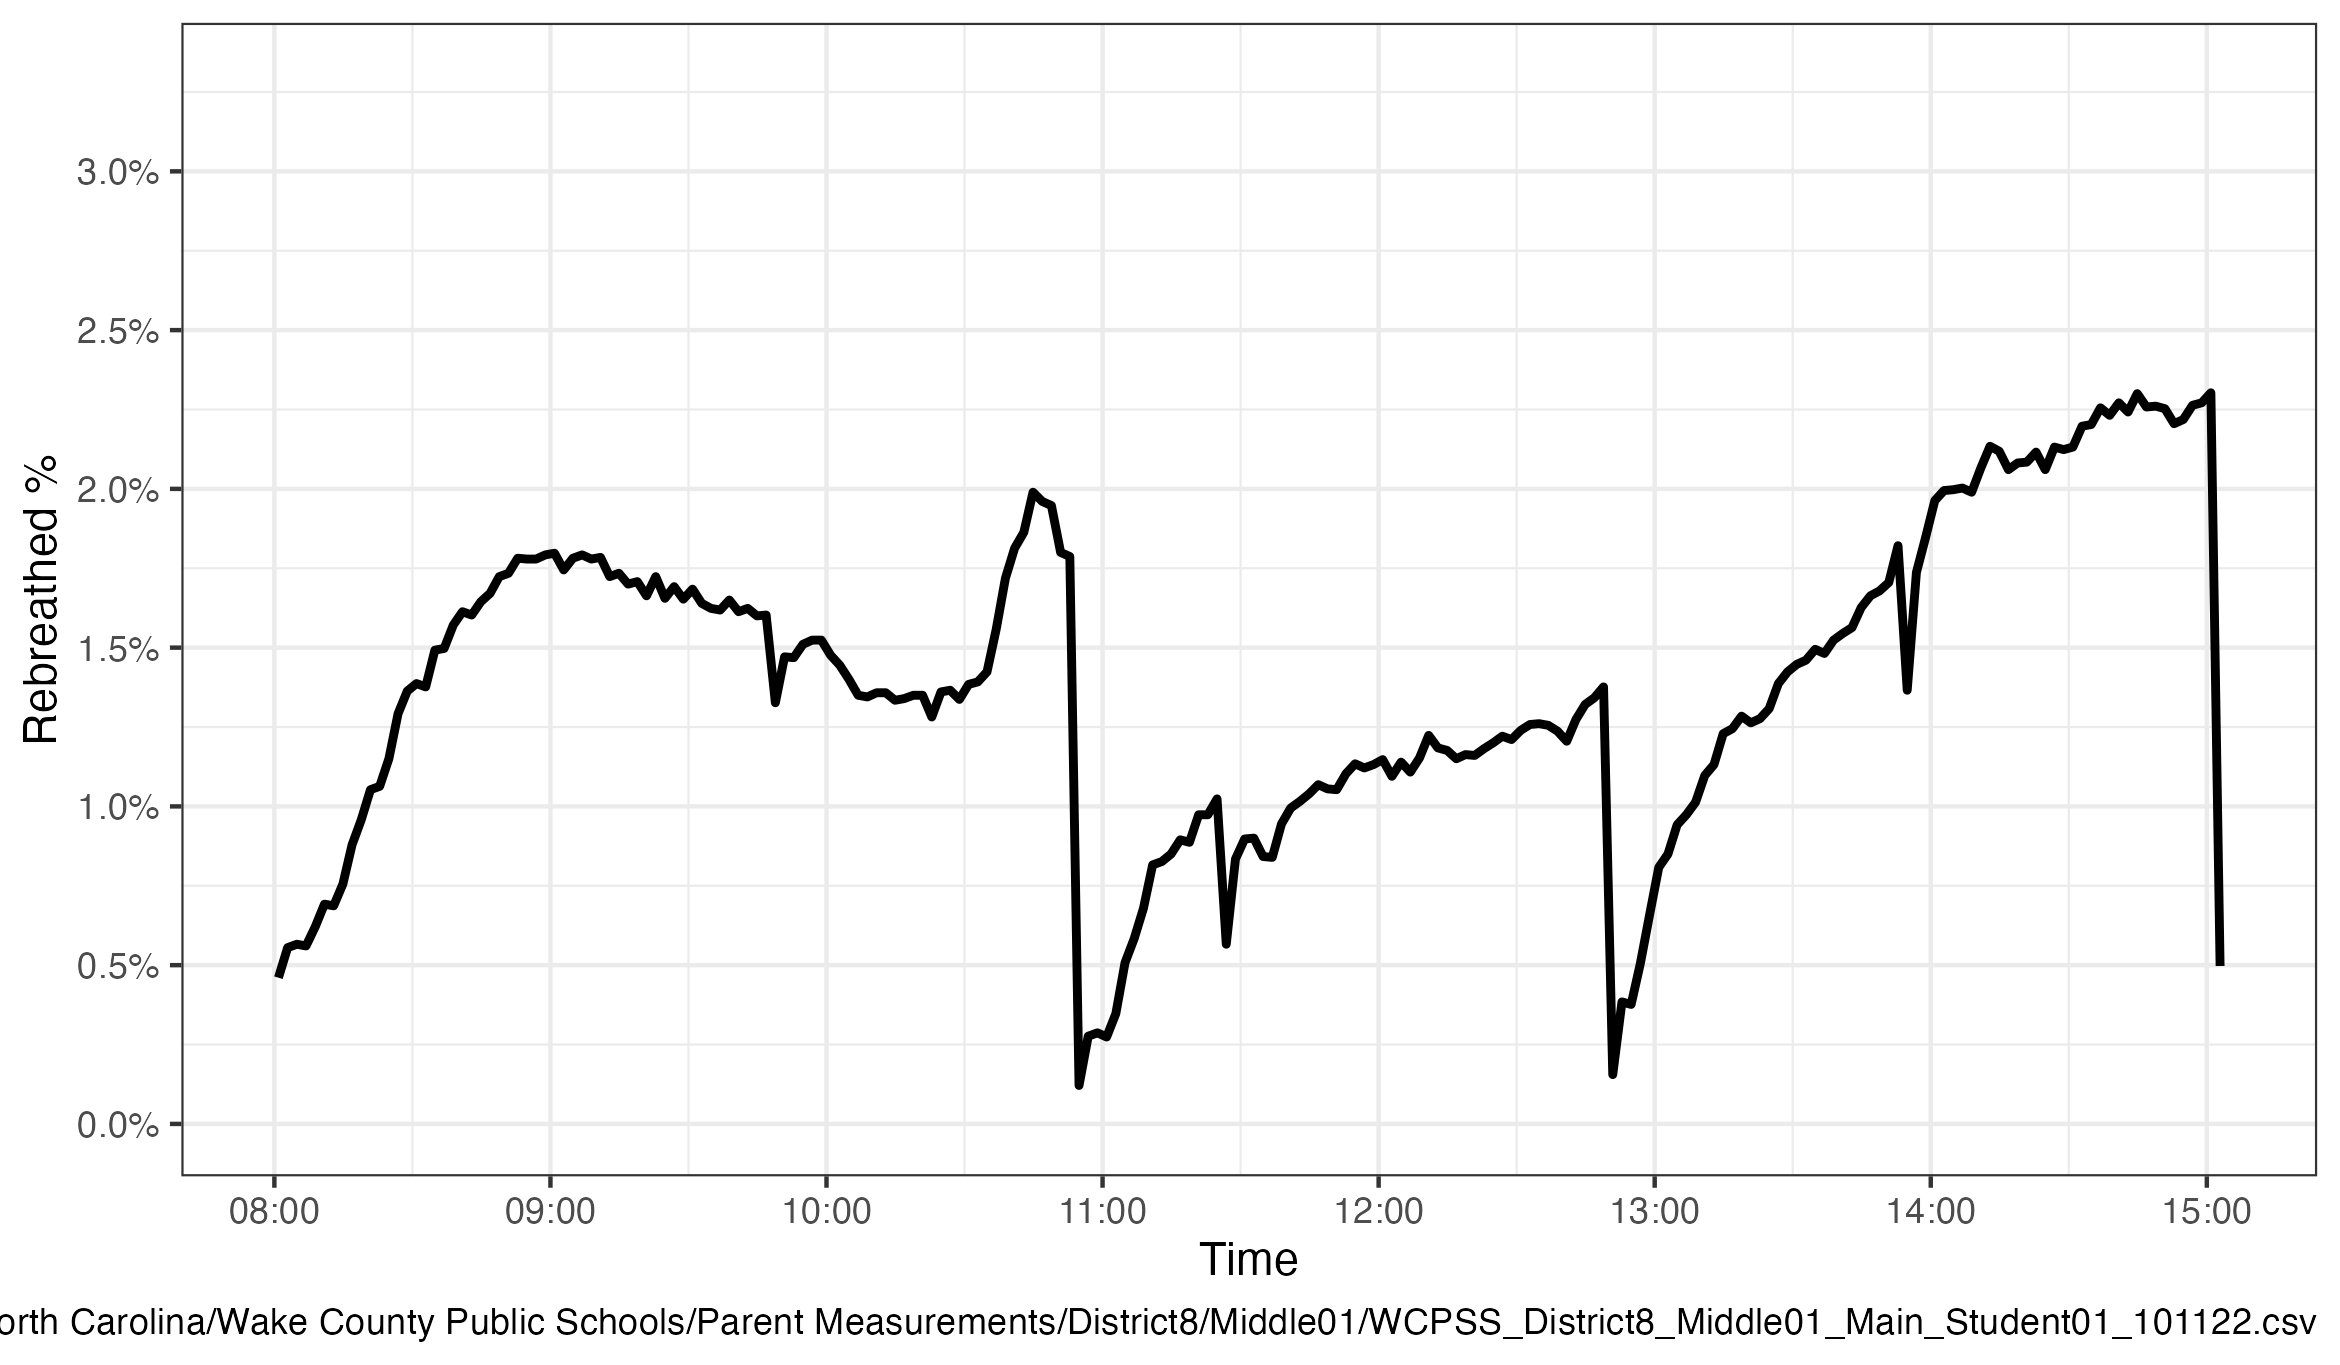 3.0%
2.5%
2.0%
1.5%
1.0%
0.5%
0.0%
Rebreathed %
08:00 09:00 10:00 11:00 12:00 13:00 14:00 15:00
Time
orth Carolina/Wake County Public Schools/Parent Measurements/District8/Middle01/WCPSS_District8_Middle01_Main_Student01_101122.csv